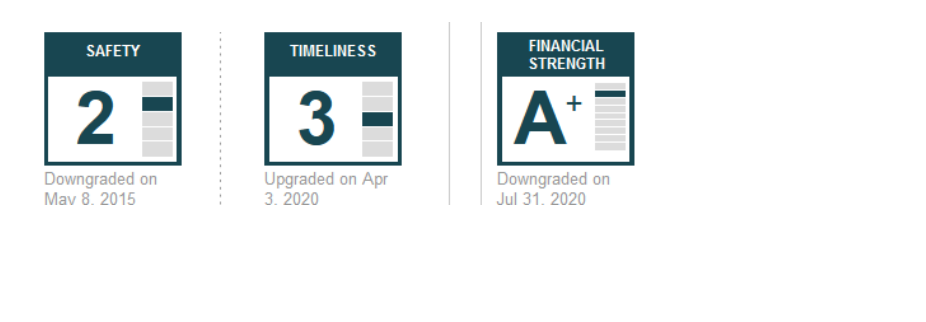 SAFETY
2
Downgraded on
May 8, 2015
TIMELINESS
3
Upgraded on Apr
3, 2020
FINANCIAL
STRENGTH
A+
Downgraded on
Jul 31, 2020